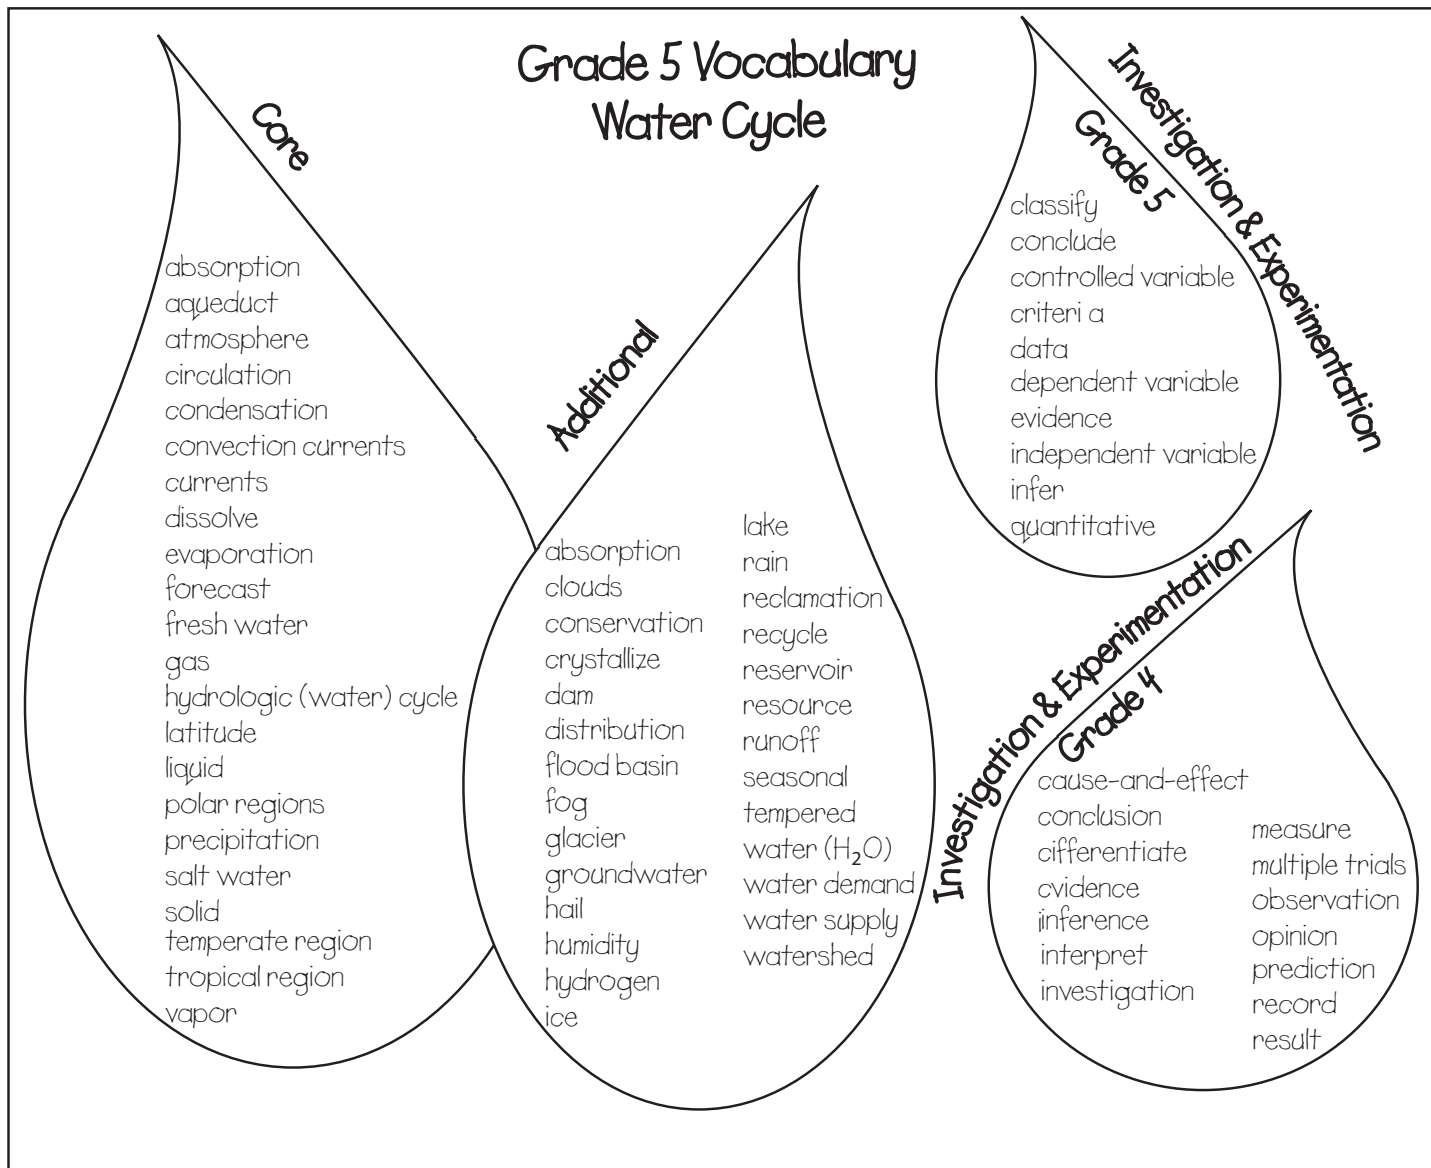 Grade 5 Vocabulary
Water Cycle
Core
absorption
aqueduct
atmosphere
circulation
condensation
convection currents
currents
dissolve
evaporation
forecast
fresh water
gas
hydrologic (water) cycle
latitude
liquid
polar regions
precipitation
salt water
solid
temperate region
tropical region
vapor
Additional
absorption
clouds
conservation
crystallize
dam
distribution
flood basin
fog
glacier
groundwater
hail
humidity
hydrogen
ice
lake
rain
reclamation
recycle
reservoir
resource
runoff
seasonal
tempered
water (H₂O)
water demand
water supply
watershed
Investigation & Experimentation
Grade 5
classify
conclude
controlled variable
criteri a
data
dependent variable
evidence
independent variable
infer
quantitative
Investigation & Experimentation
Grade 4
cause-and-effect
conclusion
cifferentiate
cvidence
iinference
interpret
investigation
measure
multiple trials
observation
opinion
prediction
record
result